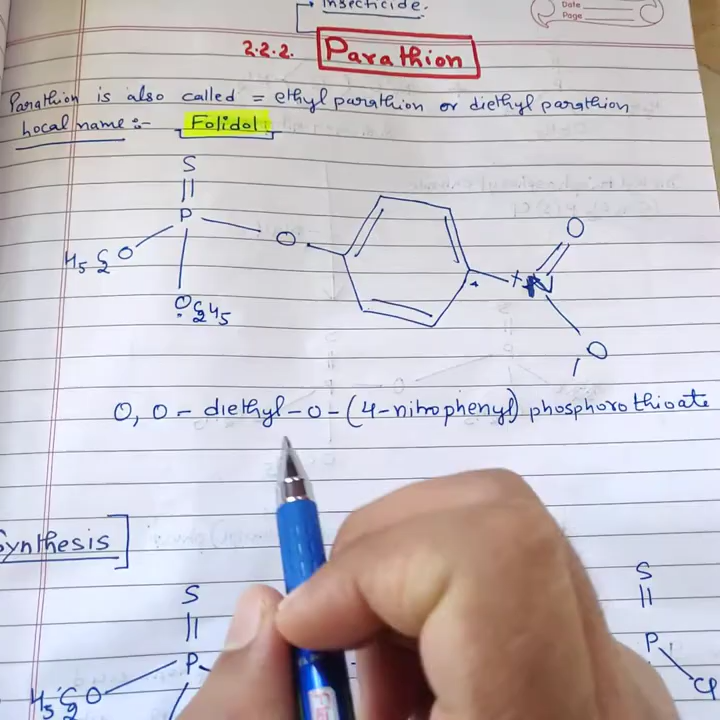 Insecticide.
Date
Page
2.2.2. Parathion
Parathion is also called = ethyl parathion or diethyl parathion
Local name :- Folidol
S
P
O
H5C2O
OC2H5
+N
O
O
O, O - diethyl-O-(4-nitrophenyl) phosphorothioate
Synthesis
S
S
P
P
H5C2O
Cl